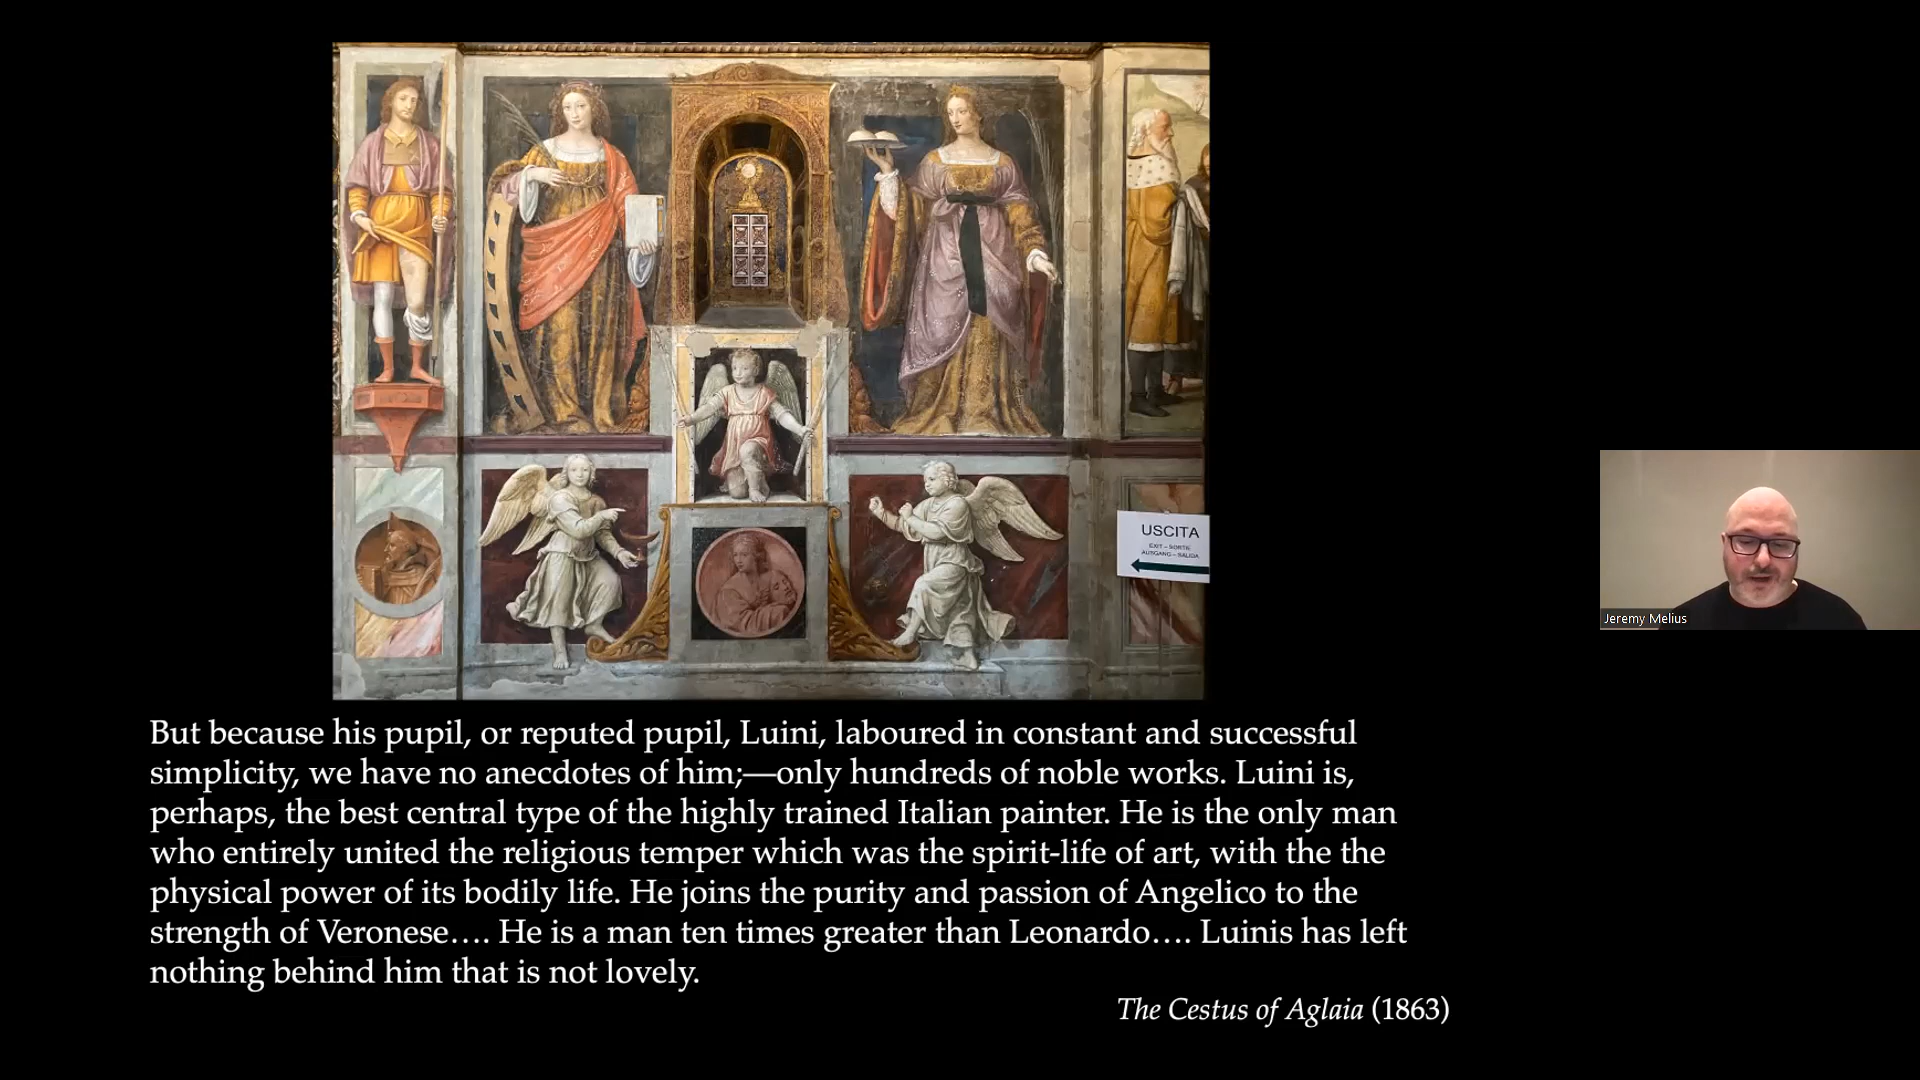 USCITA
EXIT – SORTIE
AUSGANG – SALIDA
Jeremy Melius
But because his pupil, or reputed pupil, Luini, laboured in constant and successful
simplicity, we have no anecdotes of him;—only hundreds of noble works. Luini is,
perhaps, the best central type of the highly trained Italian painter. He is the only man
who entirely united the religious temper which was the spirit-life of art, with the the
physical power of its bodily life. He joins the purity and passion of Angelico to the
strength of Veronese…. He is a man ten times greater than Leonardo…. Luinis has left
nothing behind him that is not lovely.
The Cestus of Aglaia (1863)